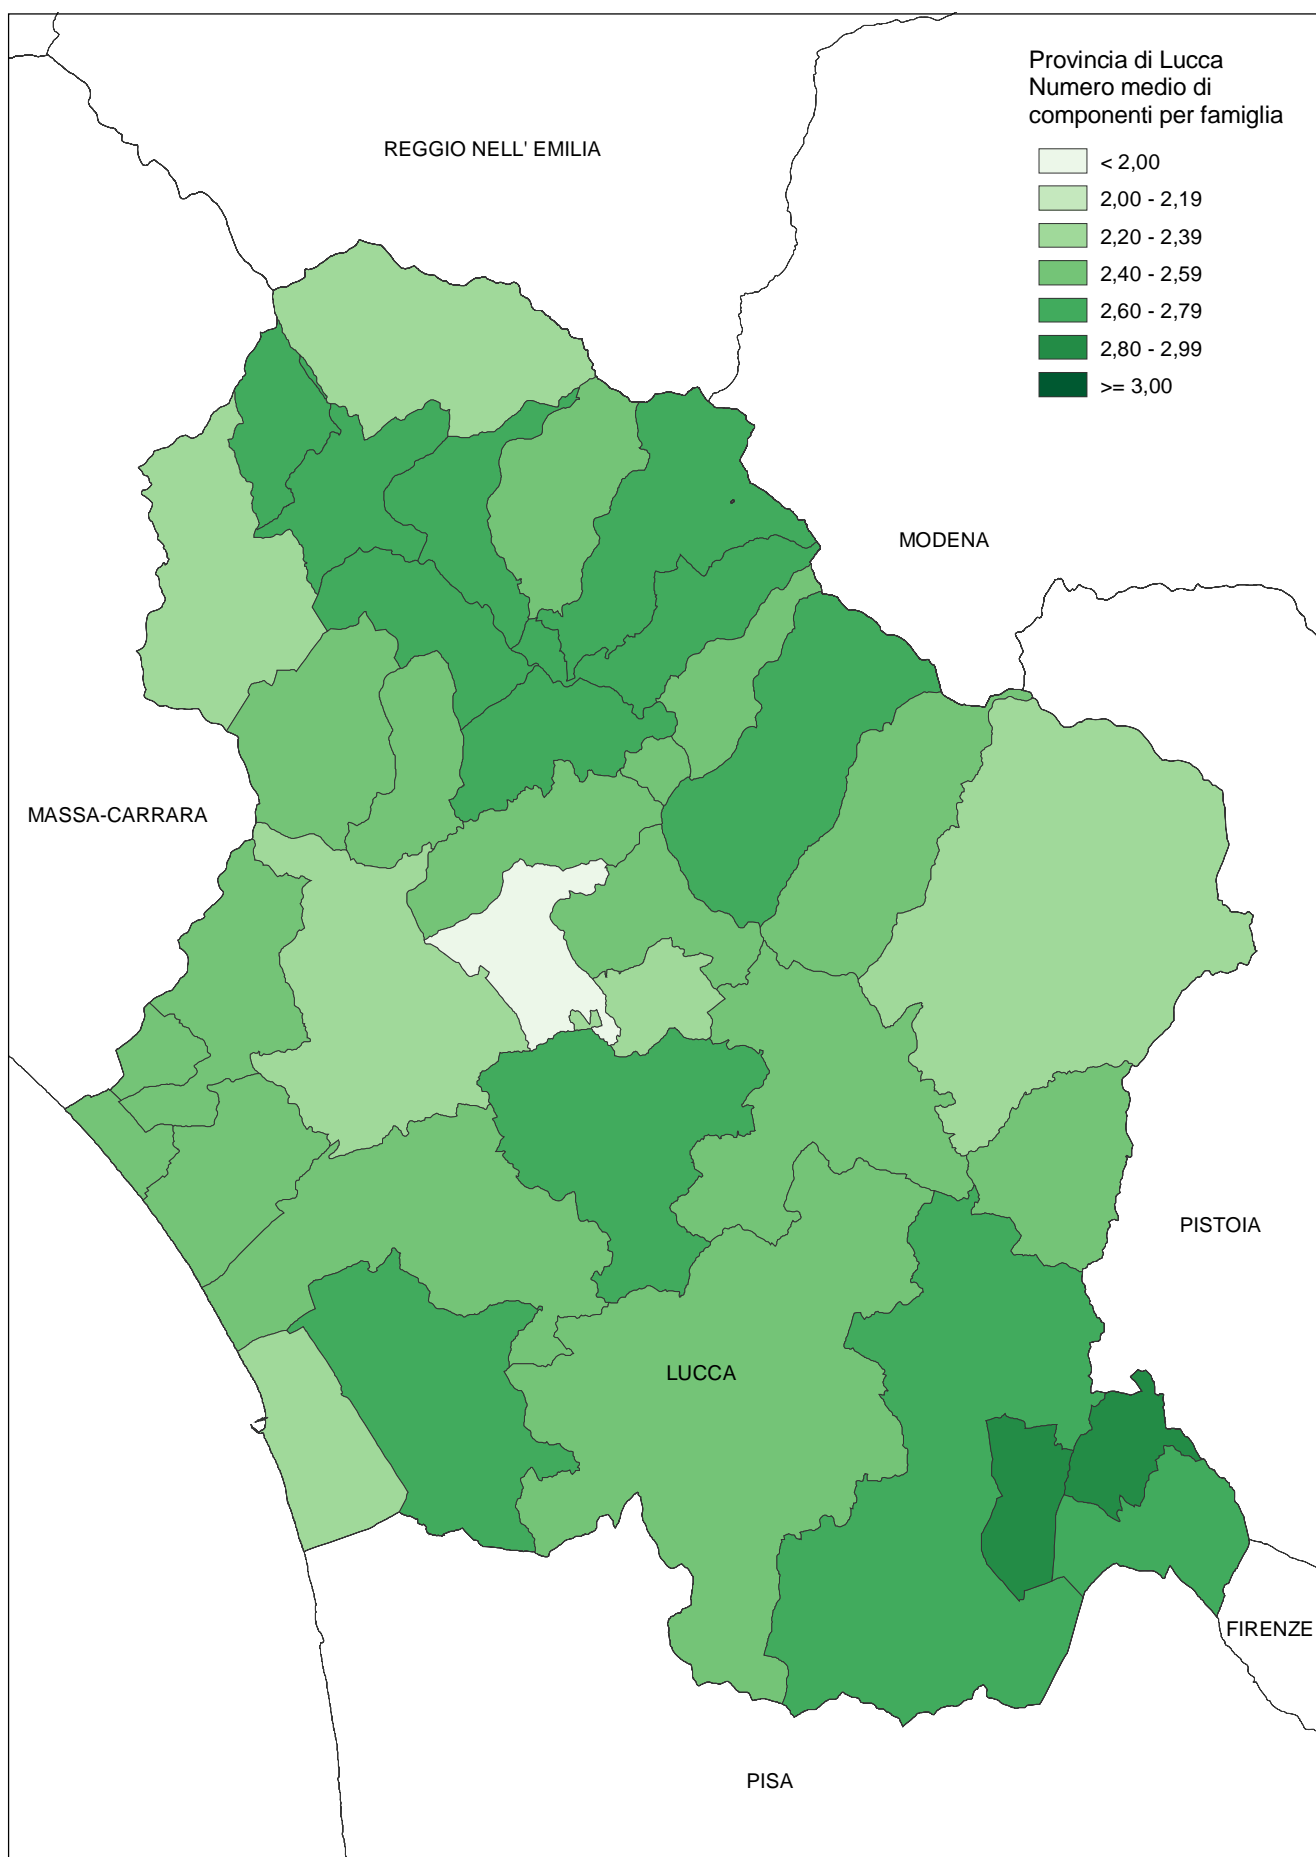 Provincia di Lucca
Numero medio di
componenti per famiglia
< 2,00
2,00 - 2,19
2,20 - 2,39
2,40 - 2,59
2,60 - 2,79
2,80 - 2,99
>= 3,00
REGGIO NELL' EMILIA
MODENA
MASSA-CARRARA
PISTOIA
LUCCA
FIRENZE
PISA